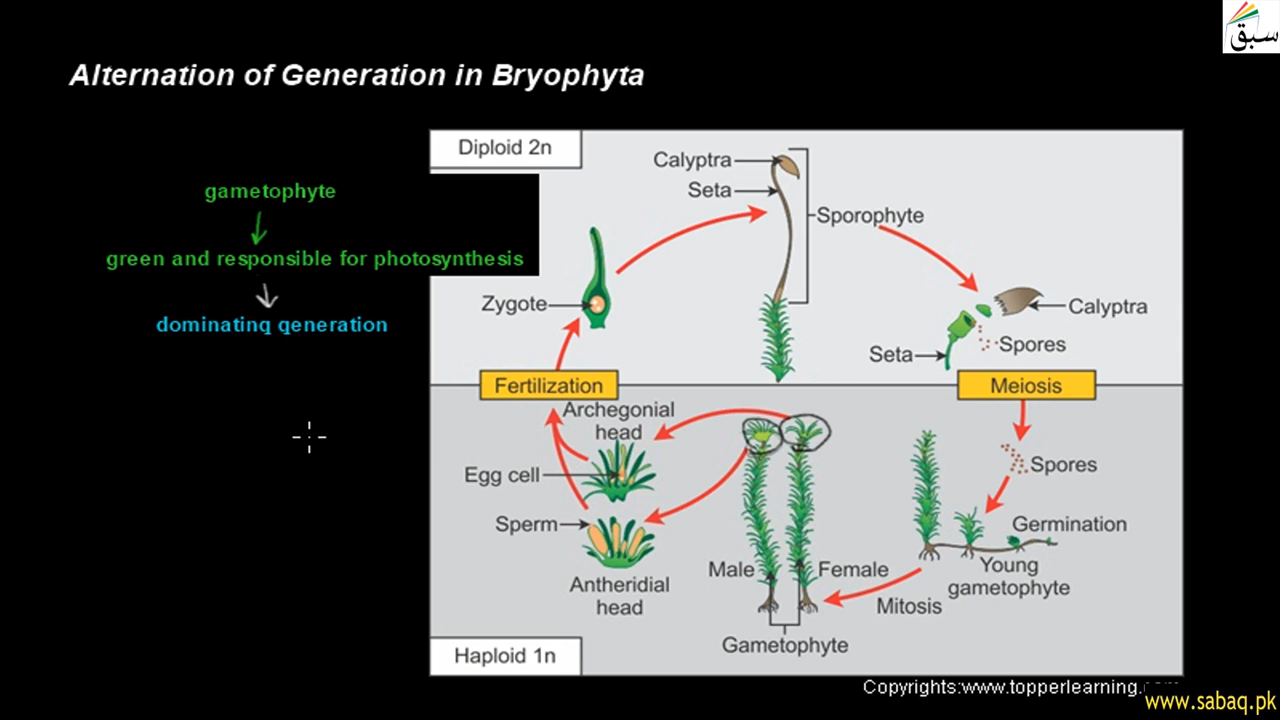 سبق
Alternation of Generation in Bryophyta
gametophyte
green and responsible for photosynthesis
dominating generation
Diploid 2n
Calyptra
Seta
Sporophyte
Zygote
Calyptra
Seta
Spores
Fertilization
Meiosis
Archegonial
head
Egg cell
Sperm
Antheridial
head
Spores
Germination
Young
gametophyte
Male
Female
Mitosis
Gametophyte
Haploid 1n
Copyrights:www.topperlearning.com
www.sabaq.pk